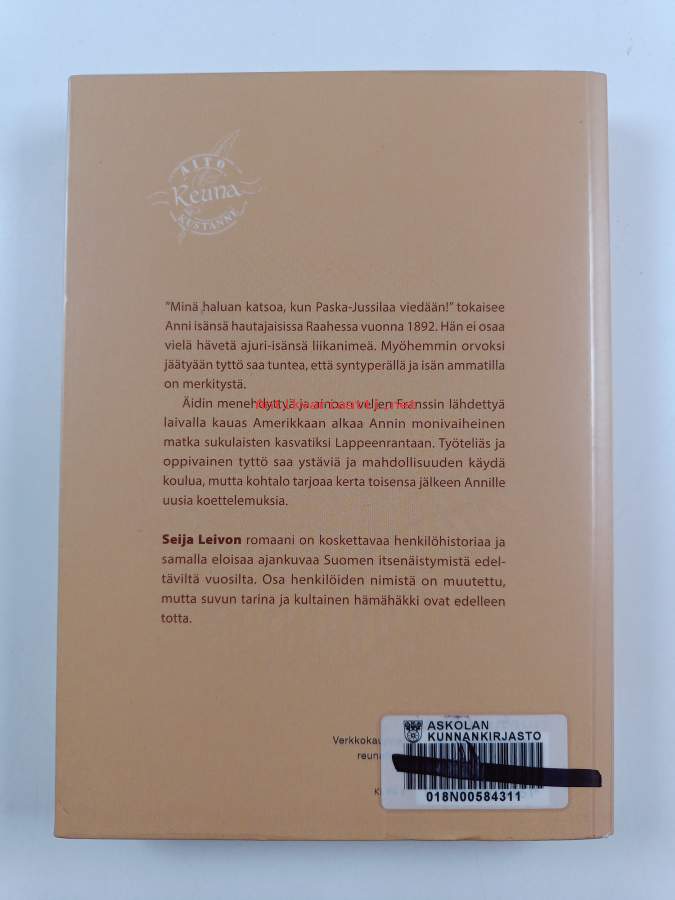 AITO
Reuna
KUSTANNE
"Minä haluan katsoa, kun Paska-Jussilaa viedään!" tokaisee
Anni isänsä hautajaisissa Raahessa vuonna 1892. Hän ei osaa
vielä hävetä ajuri-isänsä liikanimeä. Myöhemmin orvoksi
jäätyään tyttö saa tuntea, että syntyperällä ja isän ammatilla
on merkitystä.
Äidin menehdyttyä ja ainoan veljen Franssin lähdettyä
laivalla kauas Amerikkaan alkaa Annin monivaiheinen
matka sukulaisten kasvatiksi Lappeenrantaan. Työteliäs ja
oppivainen tyttö saa ystäviä ja mahdollisuuden käydä
koulua, mutta kohtalo tarjoaa kerta toisensa jälkeen Annille
uusia koettelemuksia.
Seija Leivon romaani on koskettavaa henkilöhistoriaa ja
samalla eloisaa ajankuvaa Suomen itsenäistymistä edel-
täviltä vuosilta. Osa henkilöiden nimistä on muutettu,
mutta suvun tarina ja kultainen hämähäkki ovat edelleen
totta.
ASKOLAN
KUNNANKIRJASTO
018N00584311